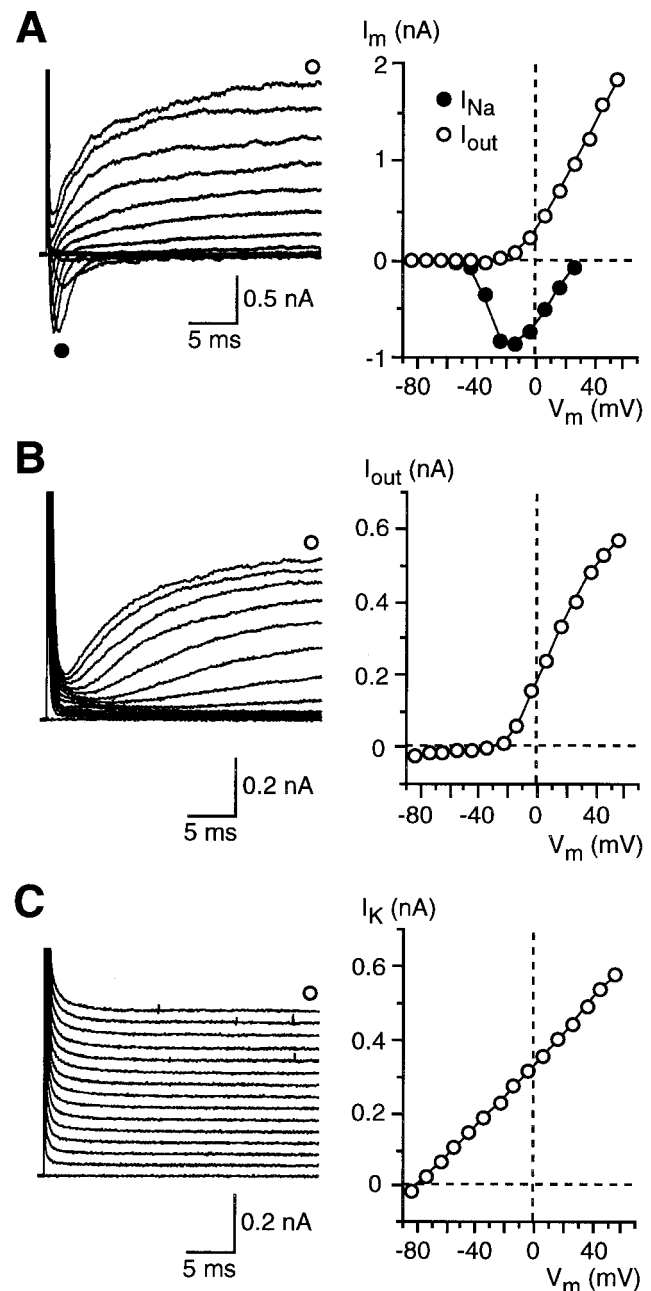 A
I_m (nA)
2
1
0
-1
I_Na
I_out
0.5 nA
5 ms
-80 -40 0 40
V_m (mV)
B
I_out (nA)
0.6
0.4
0.2
0
0.2 nA
5 ms
-80 -40 0 40
V_m (mV)
C
I_K (nA)
0.6
0.4
0.2
0
0.2 nA
5 ms
-80 -40 0 40
V_m (mV)